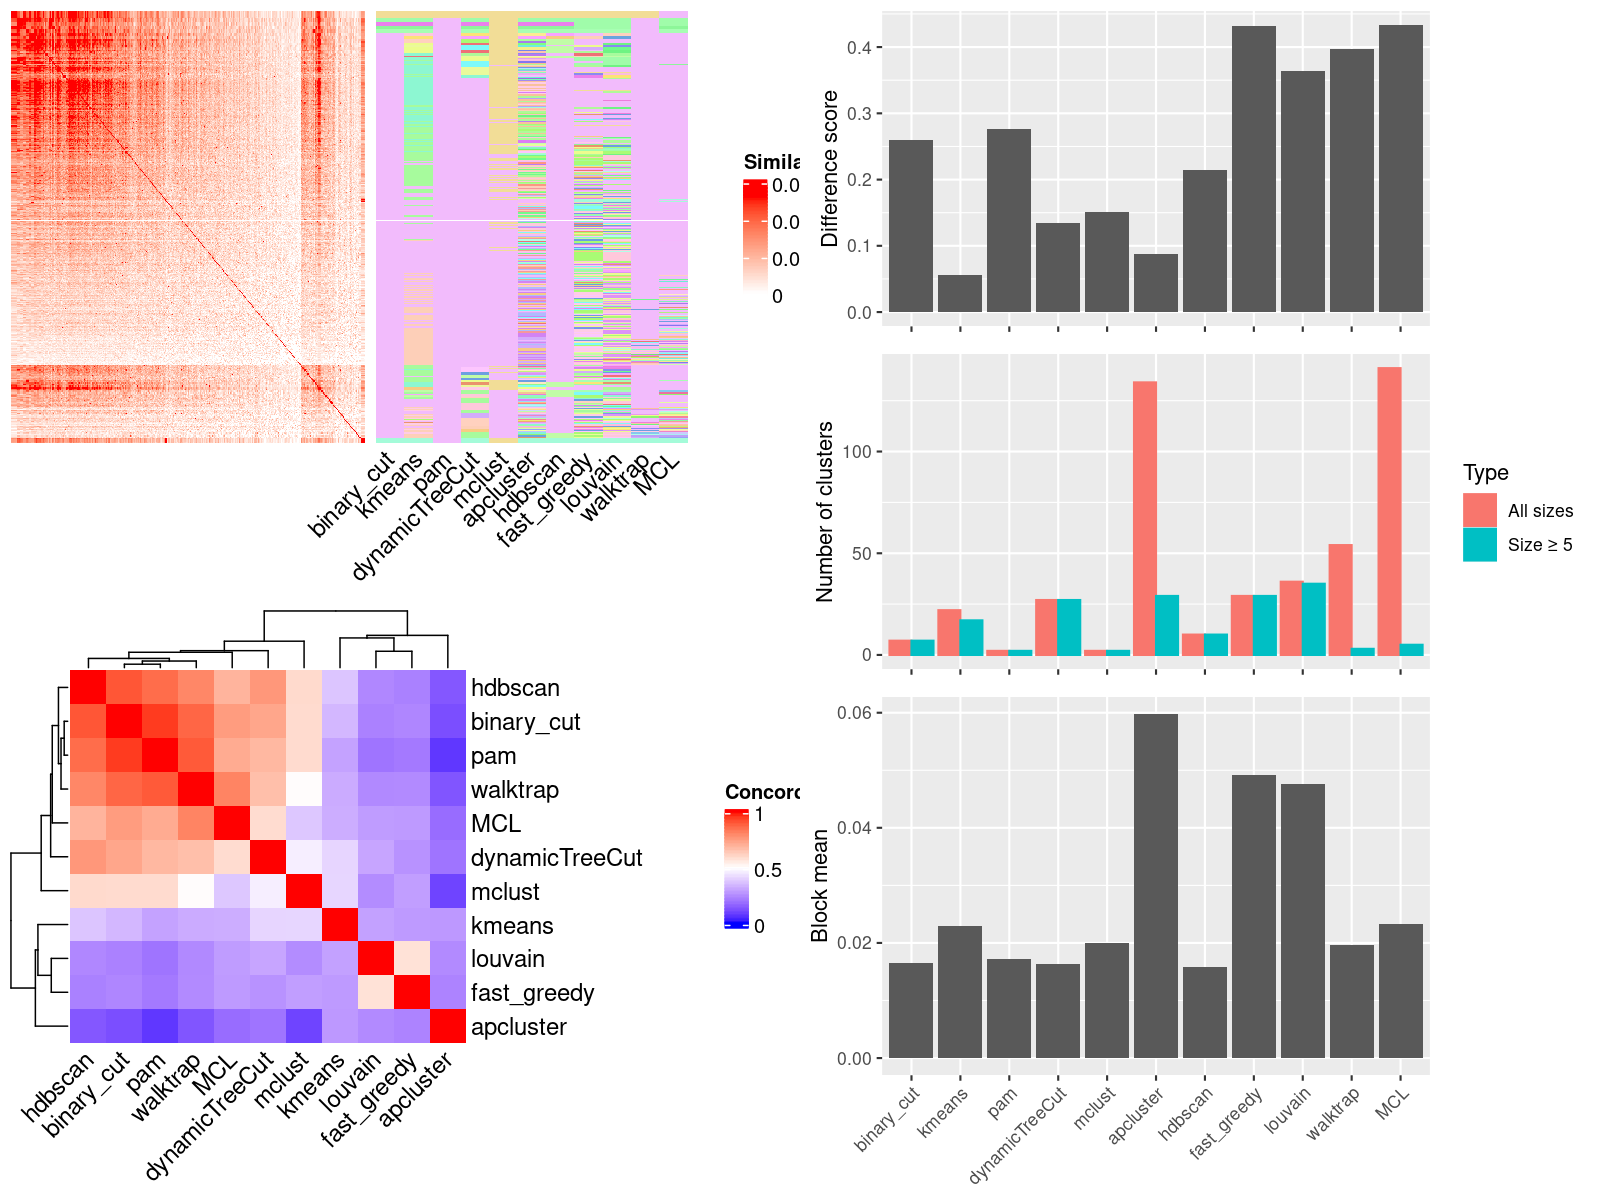 Simila
0.0
0.0
0.0
0
binary_cut
kmeans
pam
dynamicTreeCut
mclust
apcluster
hdbscan
fast_greedy
louvain
walktrap
MCL
hdbscan
binary_cut
pam
walktrap
MCL
dynamicTreeCut
mclust
kmeans
louvain
fast_greedy
apcluster
hdbscan
binary_cut
pam
walktrap
MCL
dynamicTreeCut
mclust
kmeans
louvain
fast_greedy
apcluster
Concord
1
0.5
0
Difference score
0.4
0.3
0.2
0.1
0.0
Number of clusters
100
50
0
Type
All sizes
Size ≥ 5
Block mean
0.06
0.04
0.02
0.00
binary_cut
kmeans
pam
dynamicTreeCut
mclust
apcluster
hdbscan
fast_greedy
louvain
walktrap
MCL